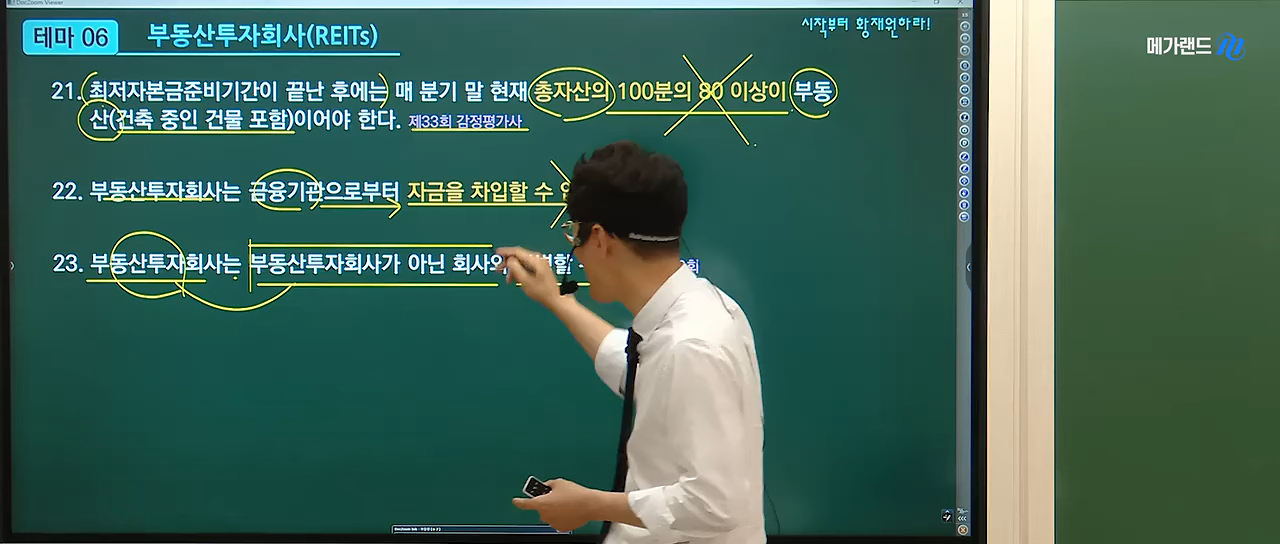 DocZoom Viewer
테마 06 부동산투자회사(REITs)
시작부터 황재원하라!
메가랜드
21. 최저자본금준비기간이 끝난 후에는 매 분기 말 현재 총자산의 100분의 80 이상이 부동
산(건축 중인 건물 포함)이어야 한다. 제33회 감정평가사
22. 부동산투자회사는 금융기관으로부터 자금을 차입할 수
23. 부동산투자회사는 부동산투자회사가 아닌 회사와